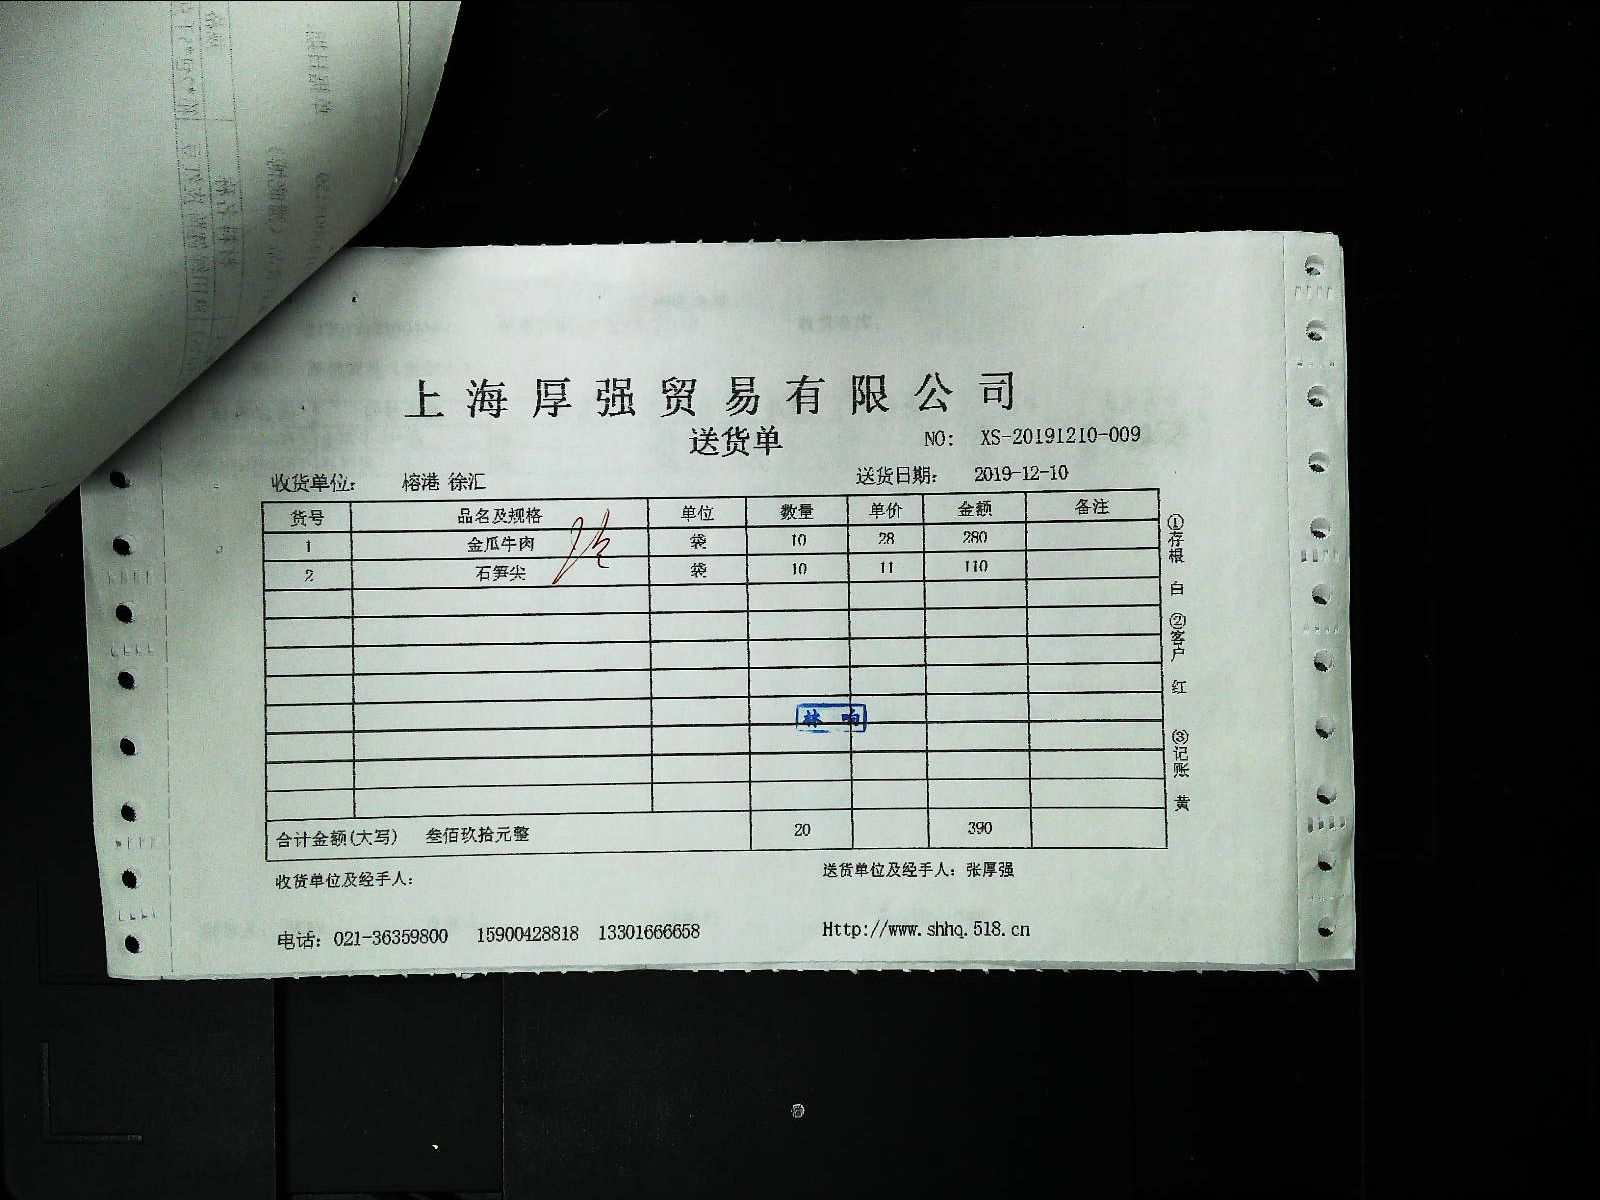 上海厚强贸易有限公司
送货单
NO: XS-20191210-009
收货单位: 榕港 徐汇 送货日期: 2019-12-10
货号 品名及规格 单位 数量 单价 金额 备注
1 金瓜牛肉 袋 10 28 280
2 石笋尖 袋 10 11 110
林 响
合计金额(大写) 叁佰玖拾元整 20 390
收货单位及经手人: 送货单位及经手人: 张厚强
电话: 021-36359800 15900428818 13301666658 Http://www.shhq.518.cn
①存根 白 ②客户 红 ③记账 黄